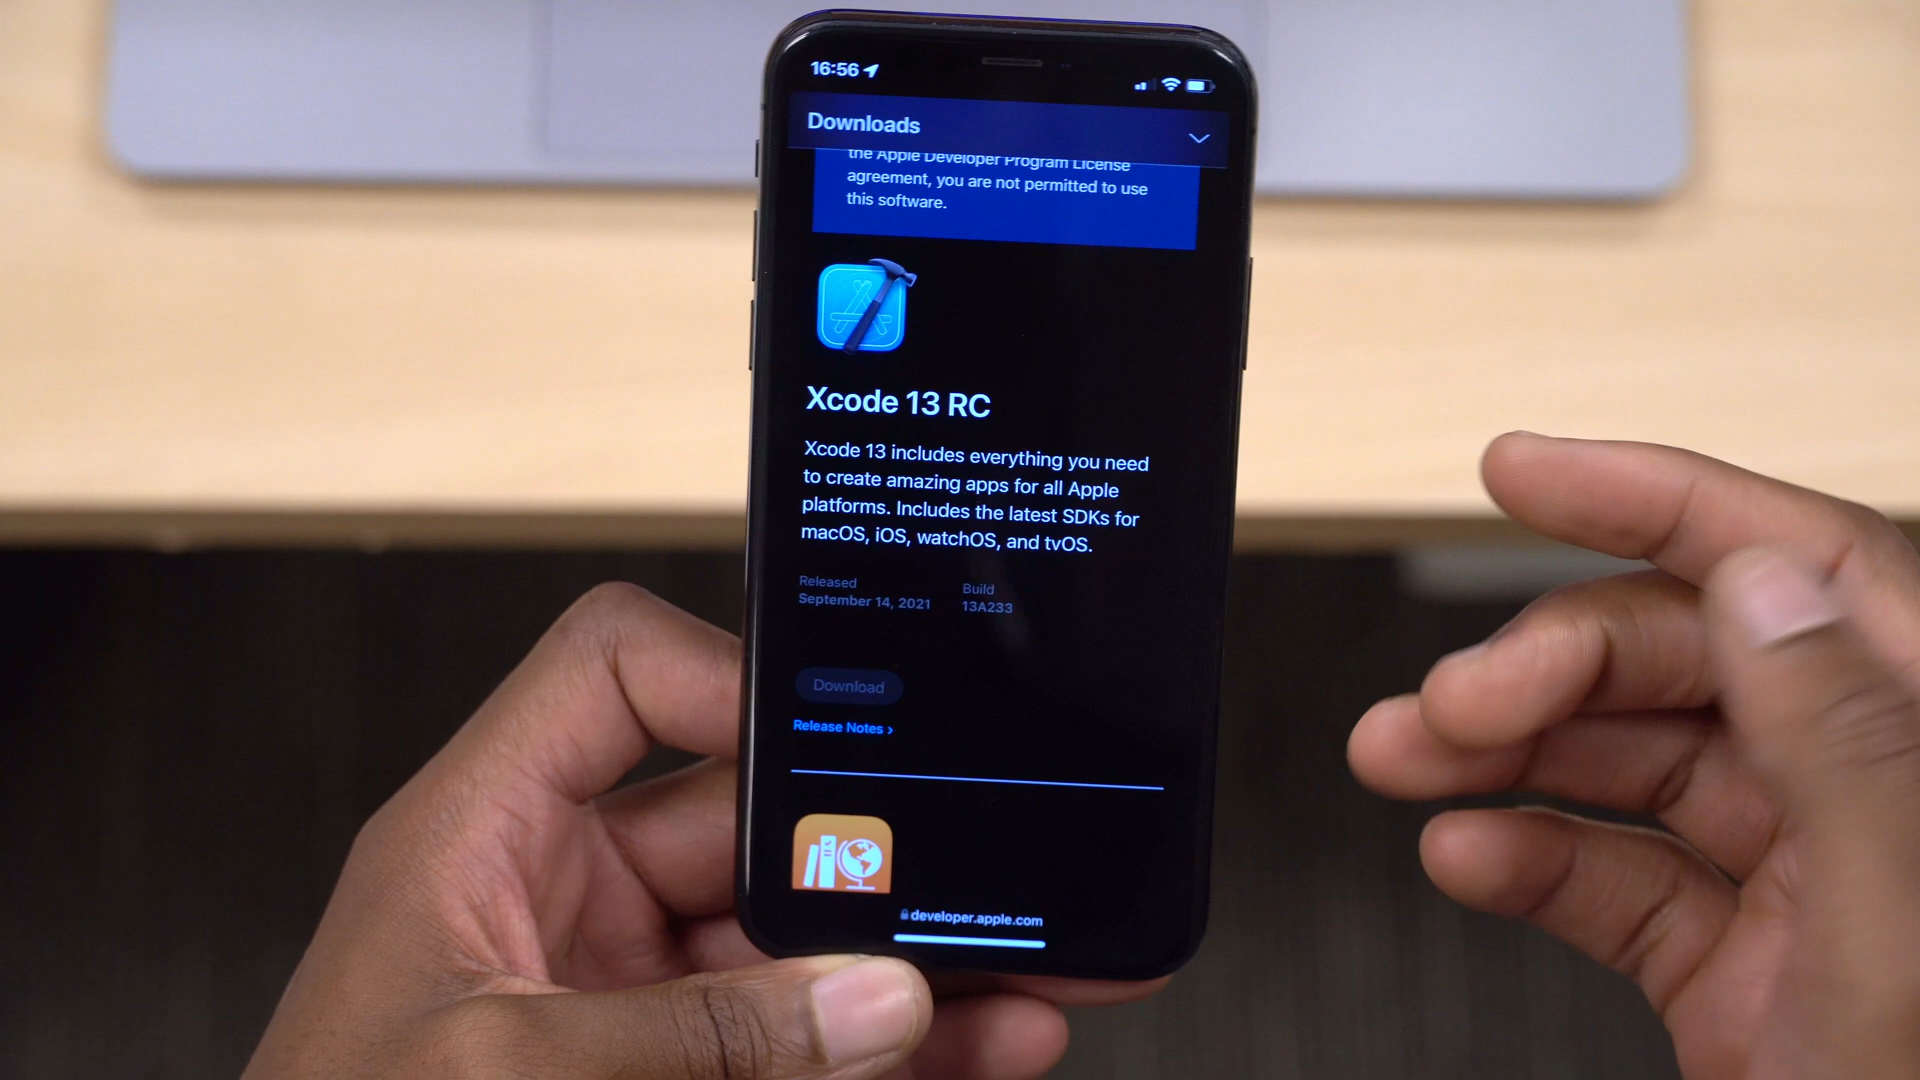 16:56
Downloads
the Apple Developer Program License
agreement, you are not permitted to use
this software.
Xcode 13 RC
Xcode 13 includes everything you need
to create amazing apps for all Apple
platforms. Includes the latest SDKs for
macOS, iOS, watchOS, and tvOS.
Released Build
September 14, 2021 13A233
Download
Release Notes ›
developer.apple.com